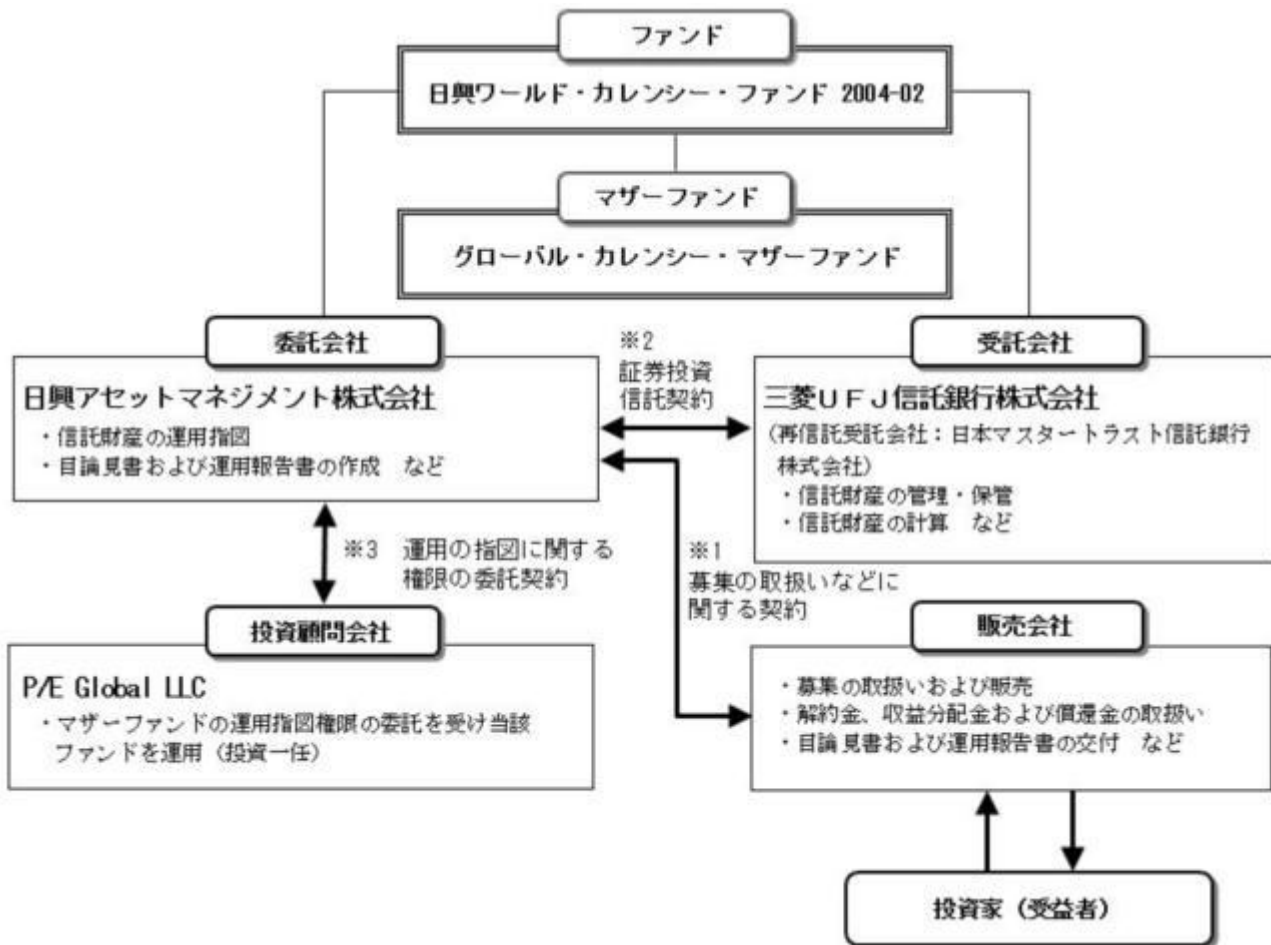 ファンド
日興ワールド・カレンシー・ファンド 2004-02
マザーファンド
グローバル・カレンシー・マザーファンド
委託会社
日興アセットマネジメント株式会社
・信託財産の運用指図
・目論見書および運用報告書の作成　など
※2
証券投資
信託契約
受託会社
三菱ＵＦＪ信託銀行株式会社
（再信託受託会社：日本マスタートラスト信託銀行
株式会社）
・信託財産の管理・保管
・信託財産の計算　など
※3　運用の指図に関する
権限の委託契約
※1
募集の取扱いなどに
関する契約
投資顧問会社
P/E Global LLC
・マザーファンドの運用指図権限の委託を受け当該
ファンドを運用（投資一任）
販売会社
・募集の取扱いおよび販売
・解約金、収益分配金および償還金の取扱い
・目論見書および運用報告書の交付　など
投資家（受益者）